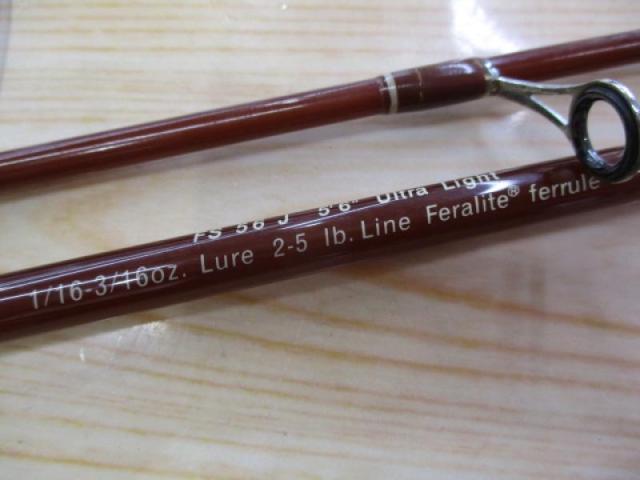 FS 56 J 5'6" Ultra Light
1/16-3/16oz. Lure 2-5 lb. Line Feralite® ferrule